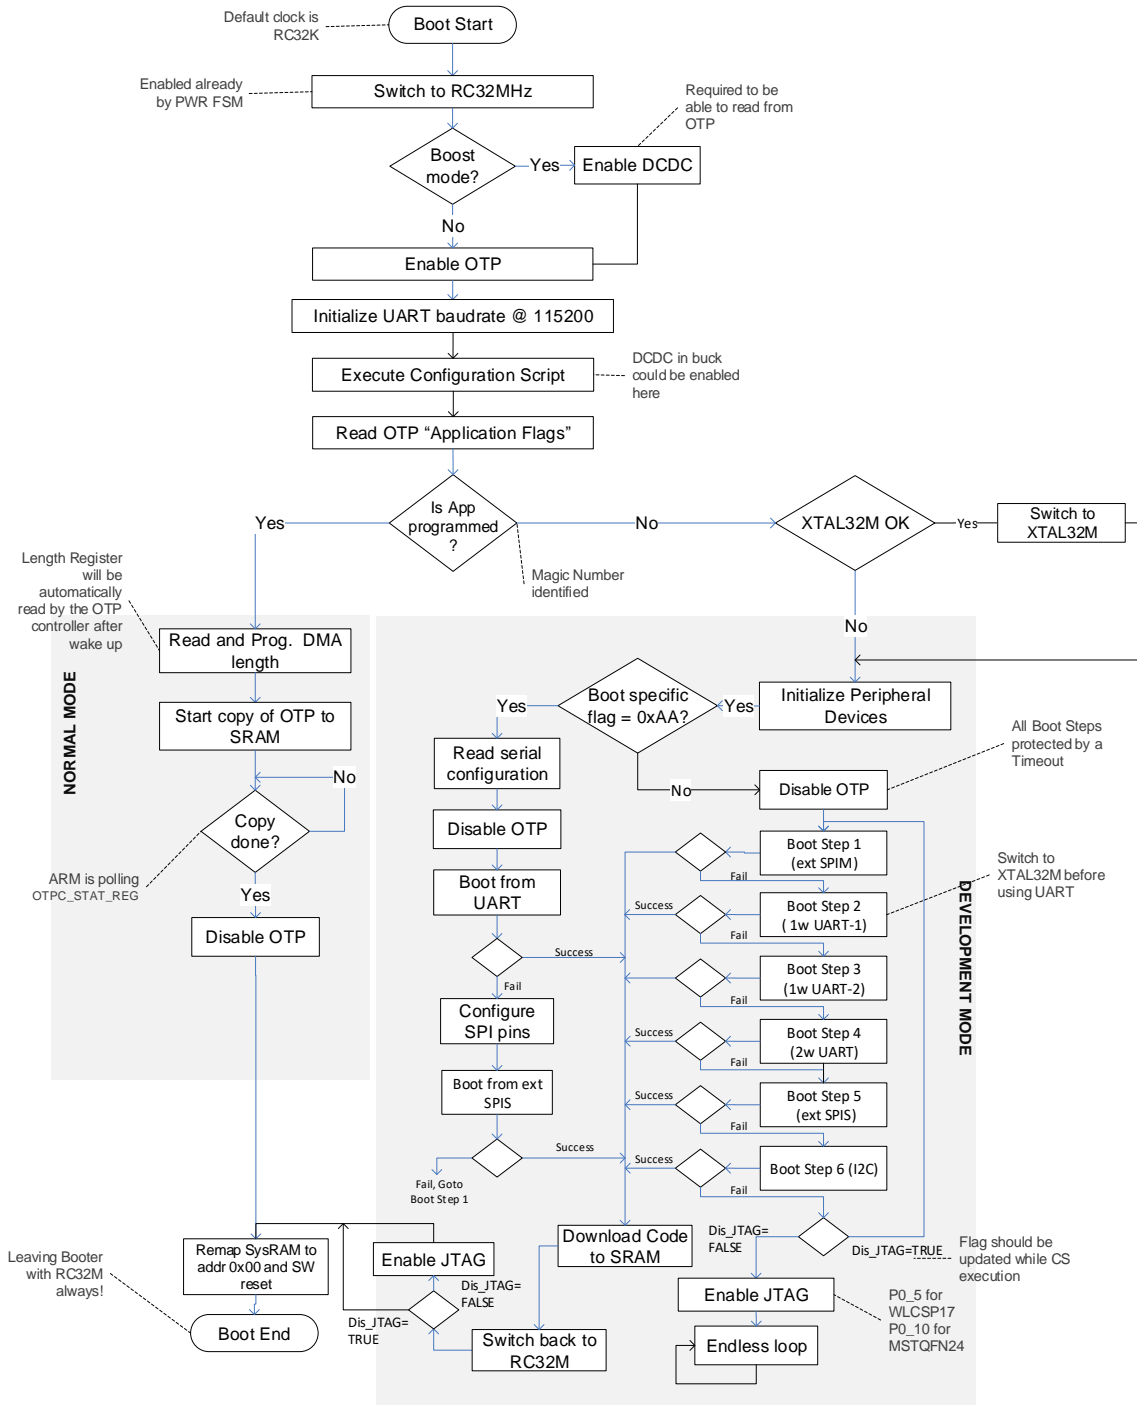 Default clock is
RC32K
Boot Start
Enabled already
by PWR FSM
Switch to RC32MHz
Required to be
able to read from
OTP
Boost
mode?
Yes
Enable DCDC
No
Enable OTP
Initialize UART baudrate @ 115200
Execute Configuration Script
DCDC in buck
could be enabled
here
Read OTP “Application Flags”
Is App
programmed
?
Yes
No
XTAL32M OK
Yes
Switch to
XTAL32M
Magic Number
identified
Length Register
will be
automatically
read by the OTP
controller after
wake up
No
NORMAL MODE
Read and Prog. DMA
length
Start copy of OTP to
SRAM
No
Copy
done?
ARM is polling
OTPC_STAT_REG
Yes
Disable OTP
DEVELOPMENT MODE
Initialize Peripheral
Devices
Yes
Boot specific
flag = 0xAA?
Yes
No
Read serial
configuration
Disable OTP
Boot from
UART
Success
Fail
Configure
SPI pins
Boot from ext
SPIS
Success
Fail, Goto
Boot Step 1
All Boot Steps
protected by a
Timeout
Disable OTP
Boot Step 1
(ext SPIM)
Fail
Switch to
XTAL32M before
using UART
Success
Boot Step 2
( 1w UART-1)
Fail
Boot Step 3
(1w UART-2)
Success
Fail
Success
Boot Step 4
(2w UART)
Fail
Success
Boot Step 5
(ext SPIS)
Fail
Success
Boot Step 6 (I2C)
Fail
Dis_JTAG=
FALSE
Dis_JTAG=TRUE
Flag should be
updated while CS
execution
Enable JTAG
P0_5 for
WLCSP17
P0_10 for
MSTQFN24
Endless loop
Download Code
to SRAM
Switch back to
RC32M
Enable JTAG
Dis_JTAG=
FALSE
Dis_JTAG=
TRUE
Remap SysRAM to
addr 0x00 and SW
reset
Leaving Booter
with RC32M
always!
Boot End